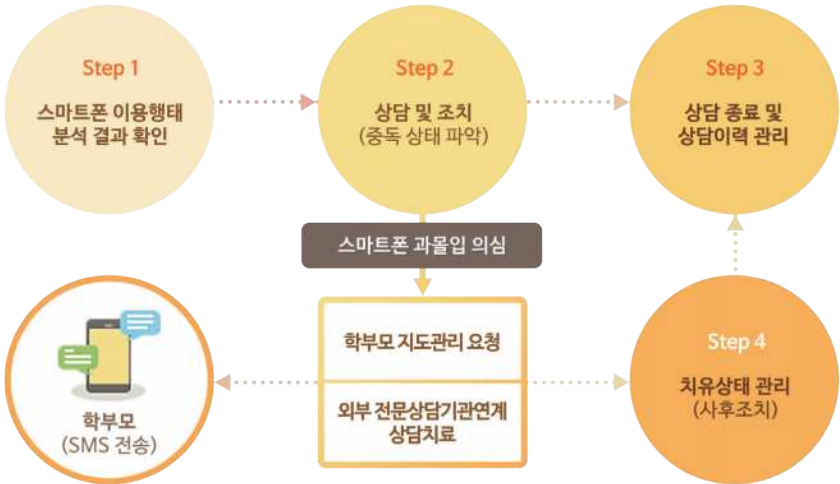 Step 1
스마트폰 이용행태
분석 결과 확인
Step 2
상담 및 조치
(중독 상태 파악)
Step 3
상담 종료 및
상담이력 관리
스마트폰 과몰입 의심
학부모 지도관리 요청
외부 전문상담기관연계
상담치료
학부모
(SMS 전송)
Step 4
치유상태 관리
(사후조치)